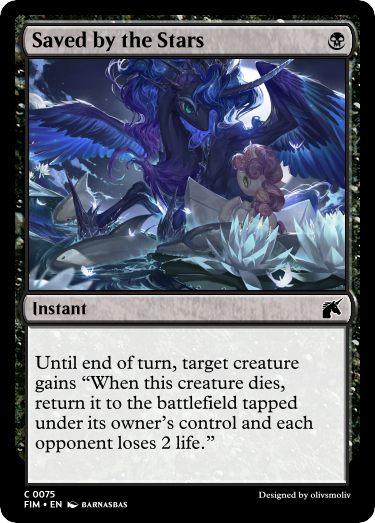 Saved by the Stars
Instant
Until end of turn, target creature
gains “When this creature dies,
return it to the battlefield tapped
under its owner’s control and each
opponent loses 2 life.”
C 0075
FIM • EN BARNASBAS
Designed by olivsmoliv